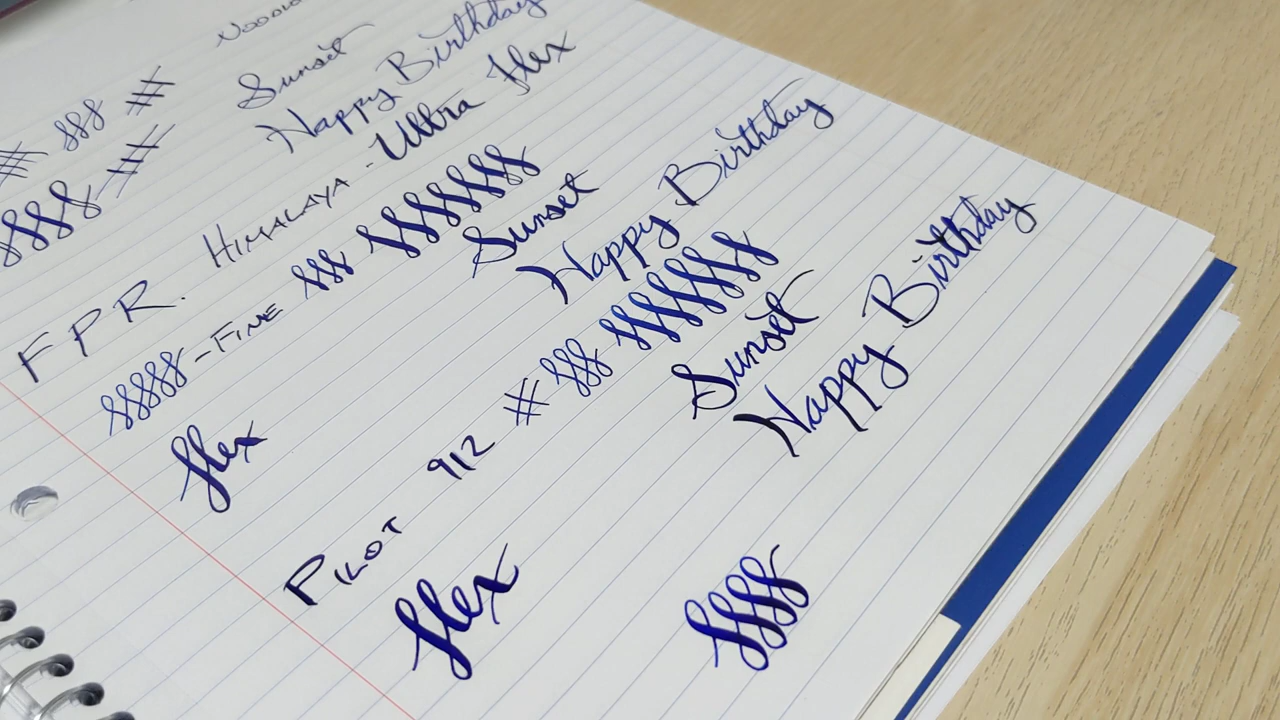 Sunset
Happy Birthday
FPR. HIMALAYA - Ultra flex
-FINE
Sunset
Happy Birthday
flex
PILOT 912 #
Sunset
Happy Birthday
flex